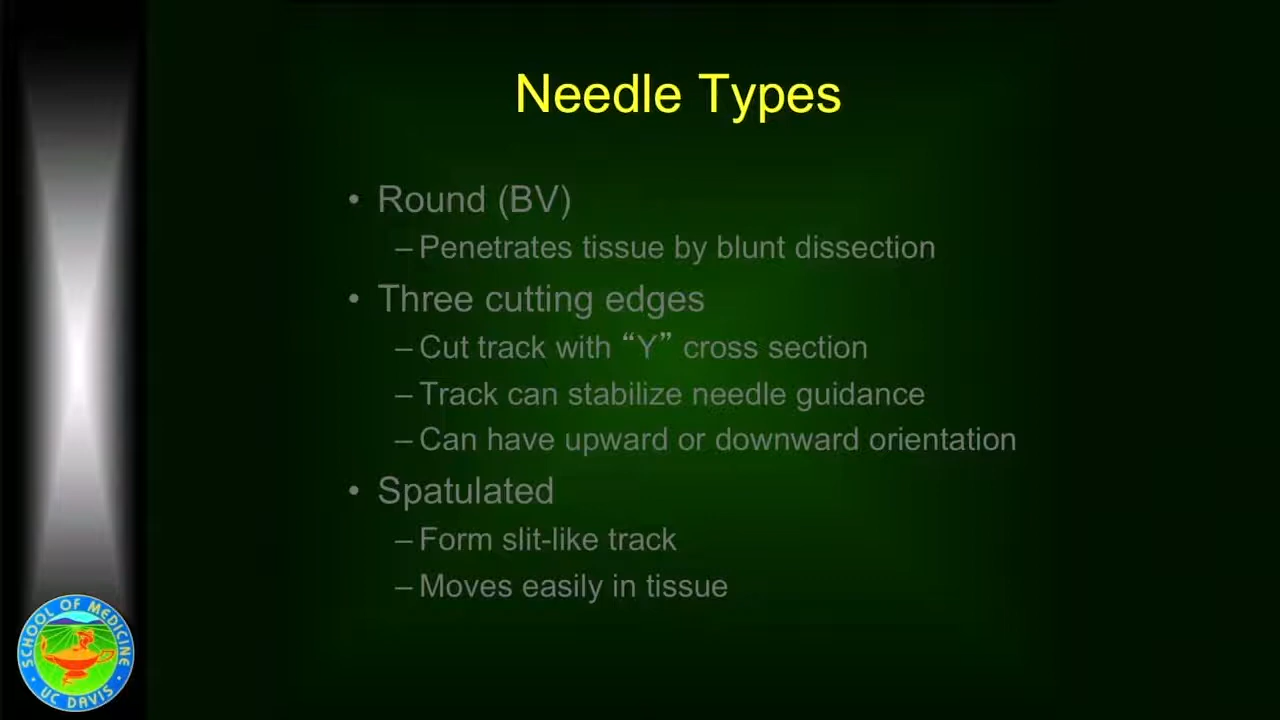 Needle Types
• Round (BV)
– Penetrates tissue by blunt dissection
• Three cutting edges
– Cut track with “Y” cross section
– Track can stabilize needle guidance
– Can have upward or downward orientation
• Spatulated
– Form slit-like track
– Moves easily in tissue
SCHOOL OF MEDICINE
UC DAVIS